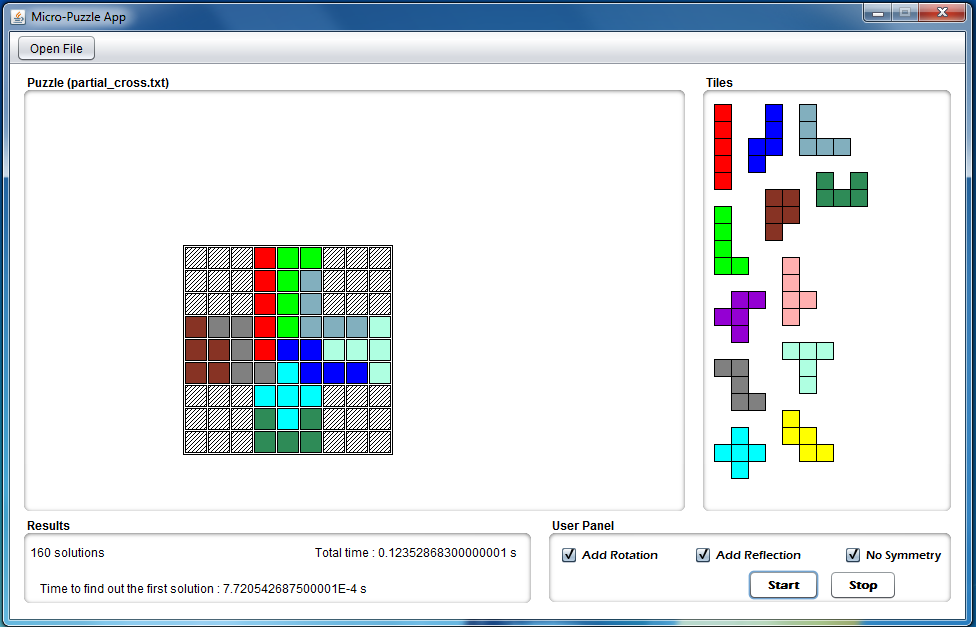 Micro-Puzzle App
Open File
Puzzle (partial_cross.txt)
Tiles
Results
160 solutions
Total time : 0.12352868300000001 s
Time to find out the first solution : 7.720542687500001E-4 s
User Panel
Add Rotation
Add Reflection
No Symmetry
Start
Stop